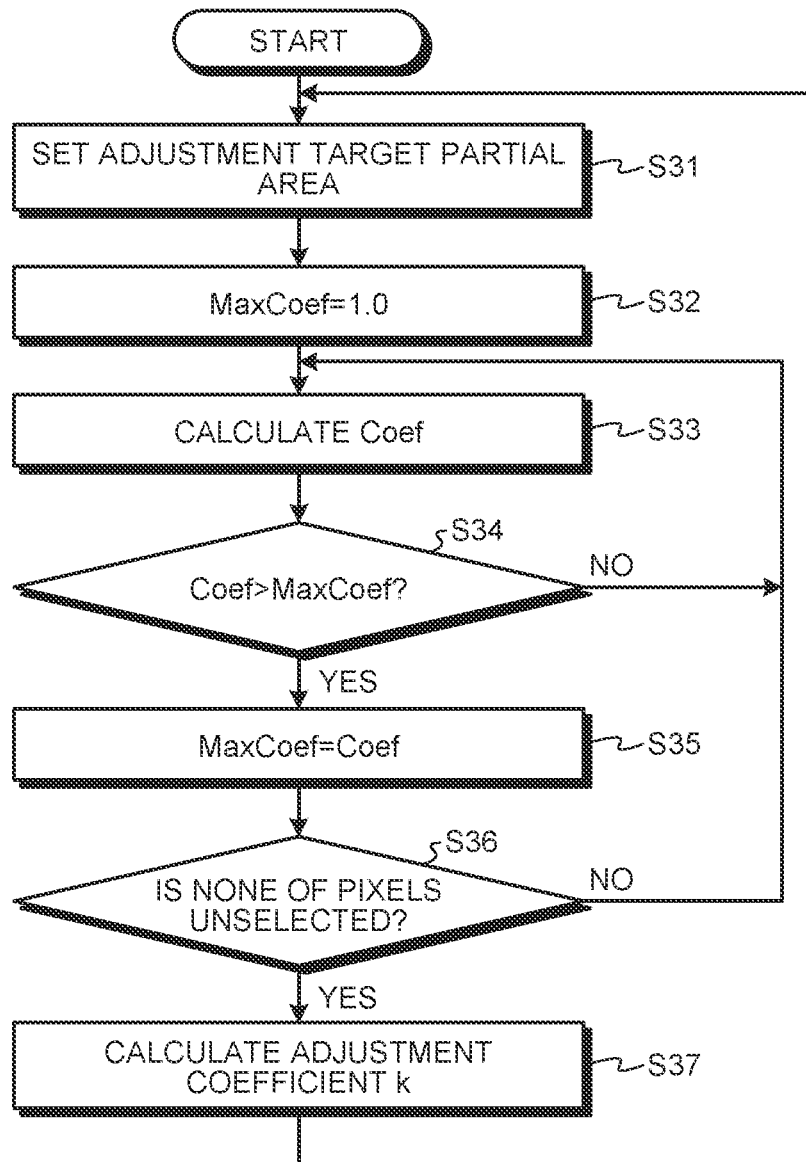 START
SET ADJUSTMENT TARGET PARTIAL
AREA
S31
MaxCoef=1.0
S32
CALCULATE Coef
S33
S34
Coef>MaxCoef?
NO
YES
MaxCoef=Coef
S35
S36
IS NONE OF PIXELS
UNSELECTED?
NO
YES
CALCULATE ADJUSTMENT
COEFFICIENT k
S37